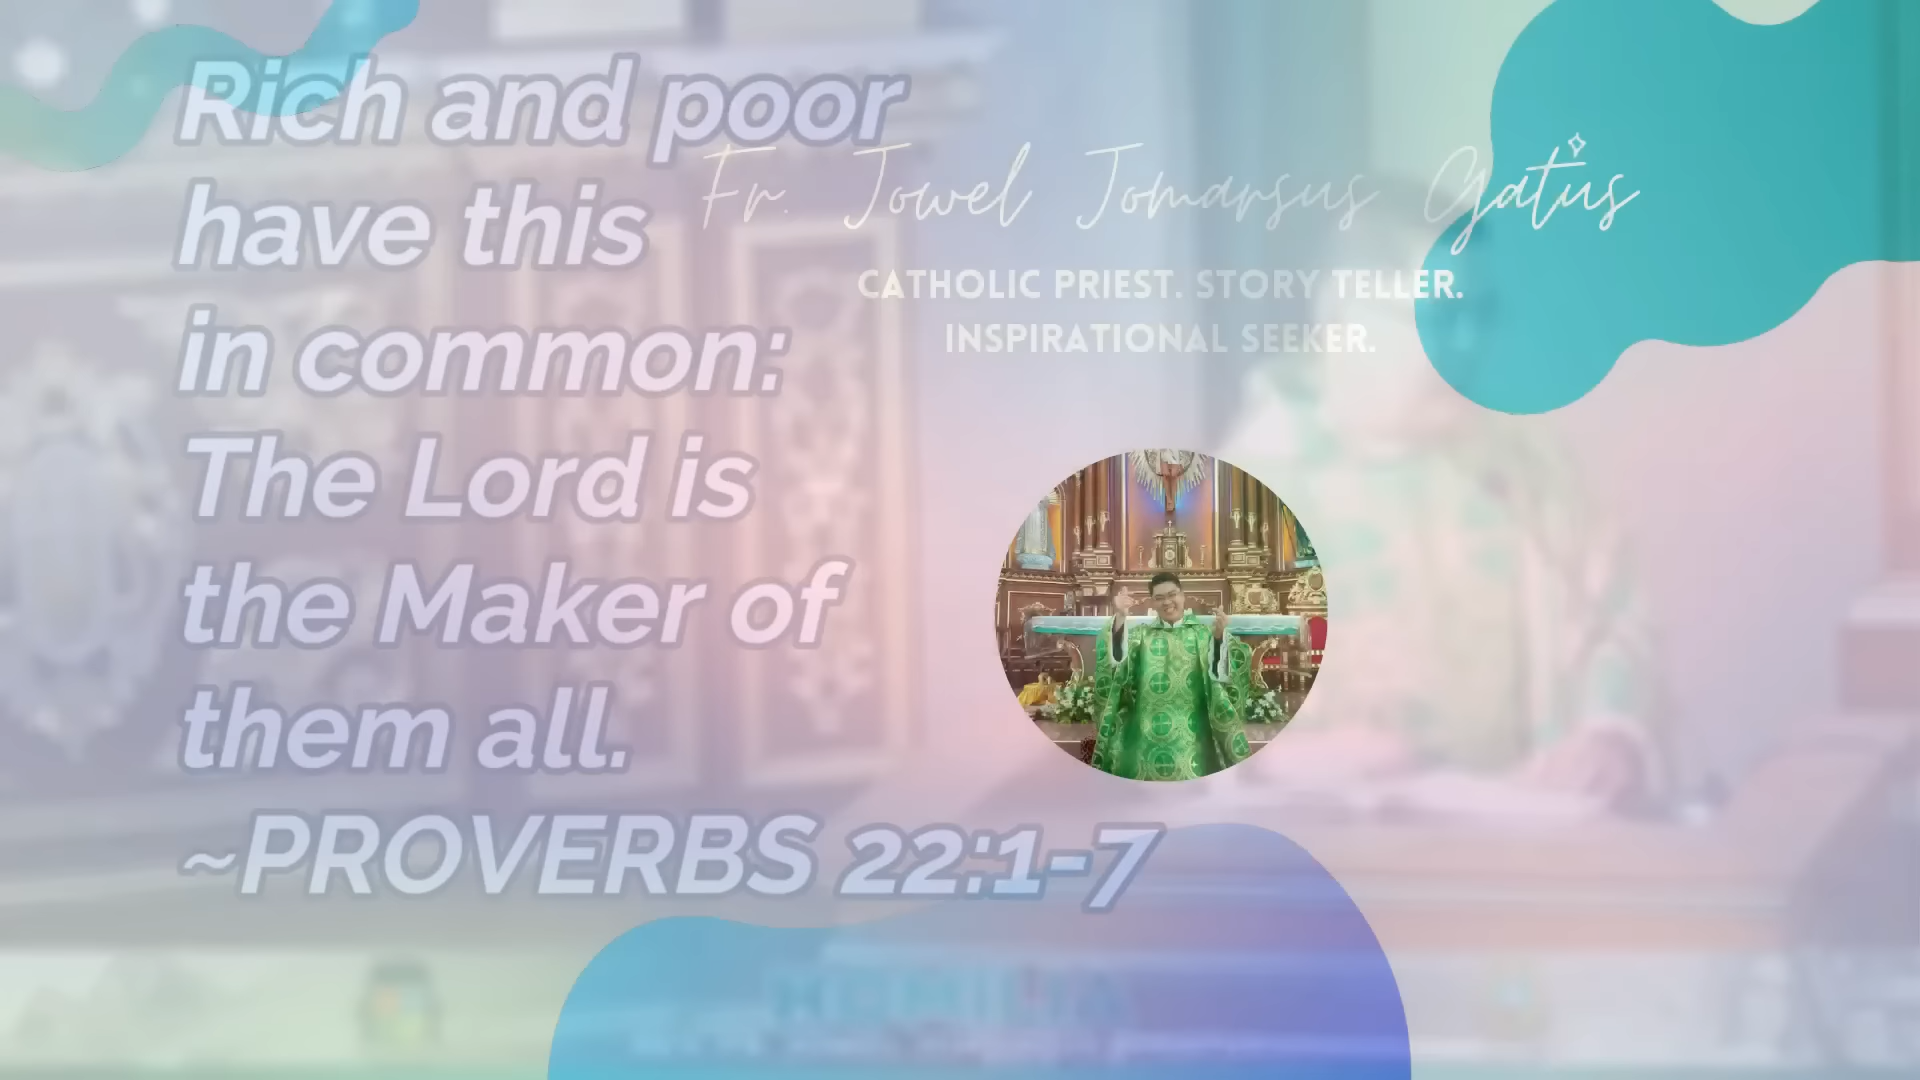 Rich and poor
have this
in common:
The Lord is
the Maker of
them all.
~PROVERBS 22:1-7
Fr. Jowel Jomarsus Gatus
CATHOLIC PRIEST. STORY TELLER.
INSPIRATIONAL SEEKER.
HOMILIA